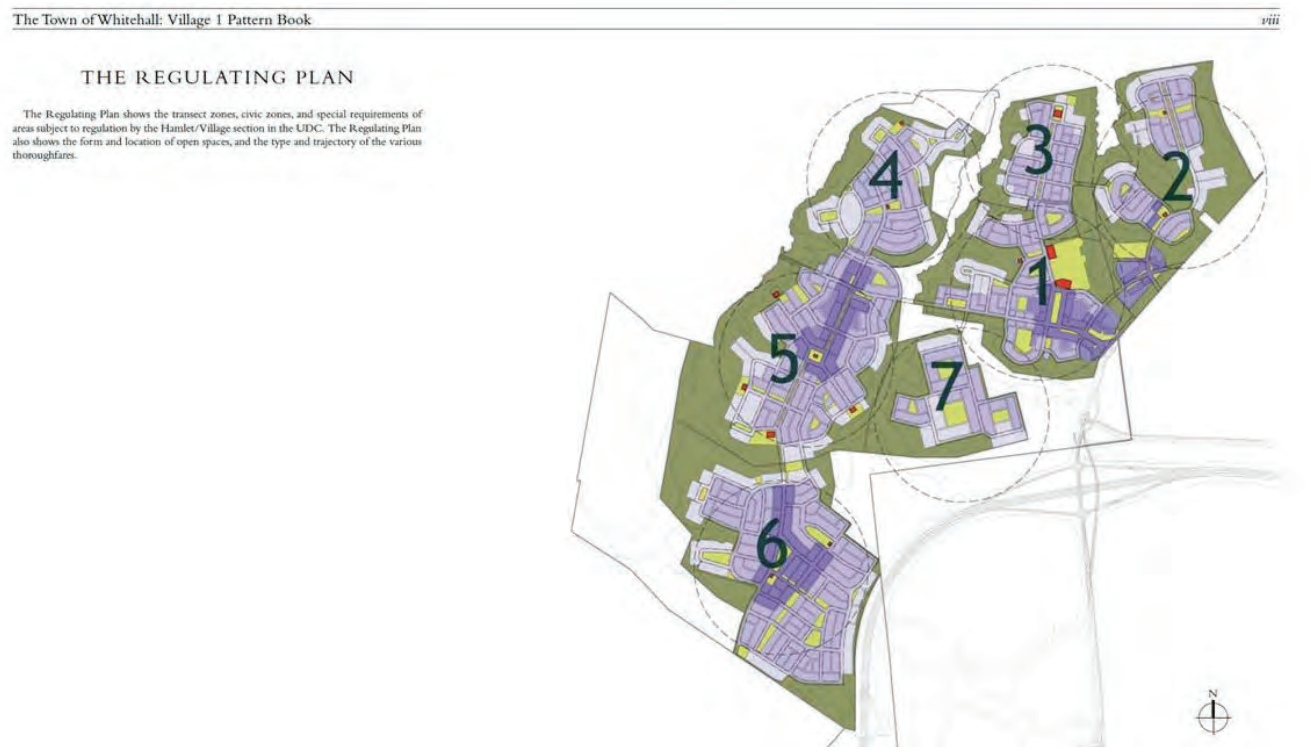 The Town of Whitehall: Village 1 Pattern Book
viii
THE REGULATING PLAN
The Regulating Plan shows the transect zones, civic zones, and special requirements of
areas subject to regulation by the Hamlet/Village section in the UDC. The Regulating Plan
also shows the form and location of open spaces, and the type and trajectory of the various
thoroughfares.
4
3
2
1
5
7
6
N